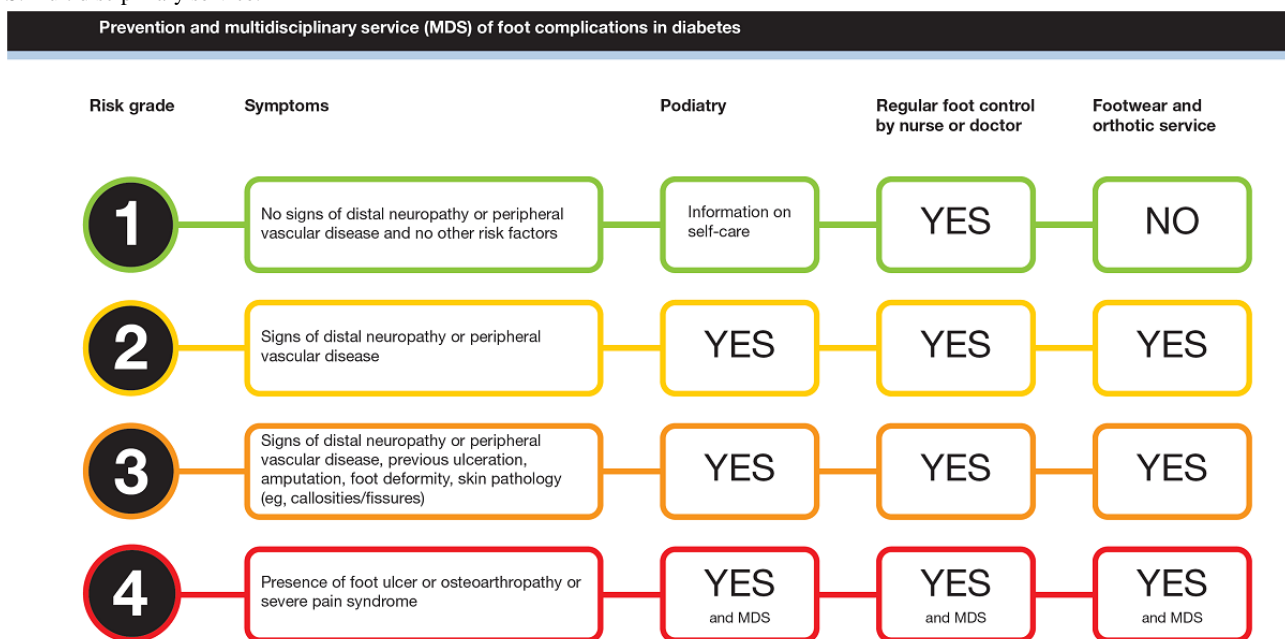 Prevention and multidisciplinary service (MDS) of foot complications in diabetes
Risk grade
Symptoms
Podiatry
Regular foot control
by nurse or doctor
Footwear and
orthotic service
1
No signs of distal neuropathy or peripheral
vascular disease and no other risk factors
Information on
self-care
YES
NO
2
Signs of distal neuropathy or peripheral
vascular disease
YES
YES
YES
3
Signs of distal neuropathy or peripheral
vascular disease, previous ulceration,
amputation, foot deformity, skin pathology
(eg, callosities/fissures)
YES
YES
YES
4
Presence of foot ulcer or osteoarthropathy or
severe pain syndrome
YES
and MDS
YES
and MDS
YES
and MDS